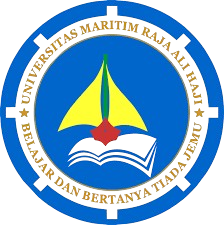 UNIVERSITAS MARITIM RAJA ALI HAJI
BELAJAR DAN BERTANYA TIADA JEMU